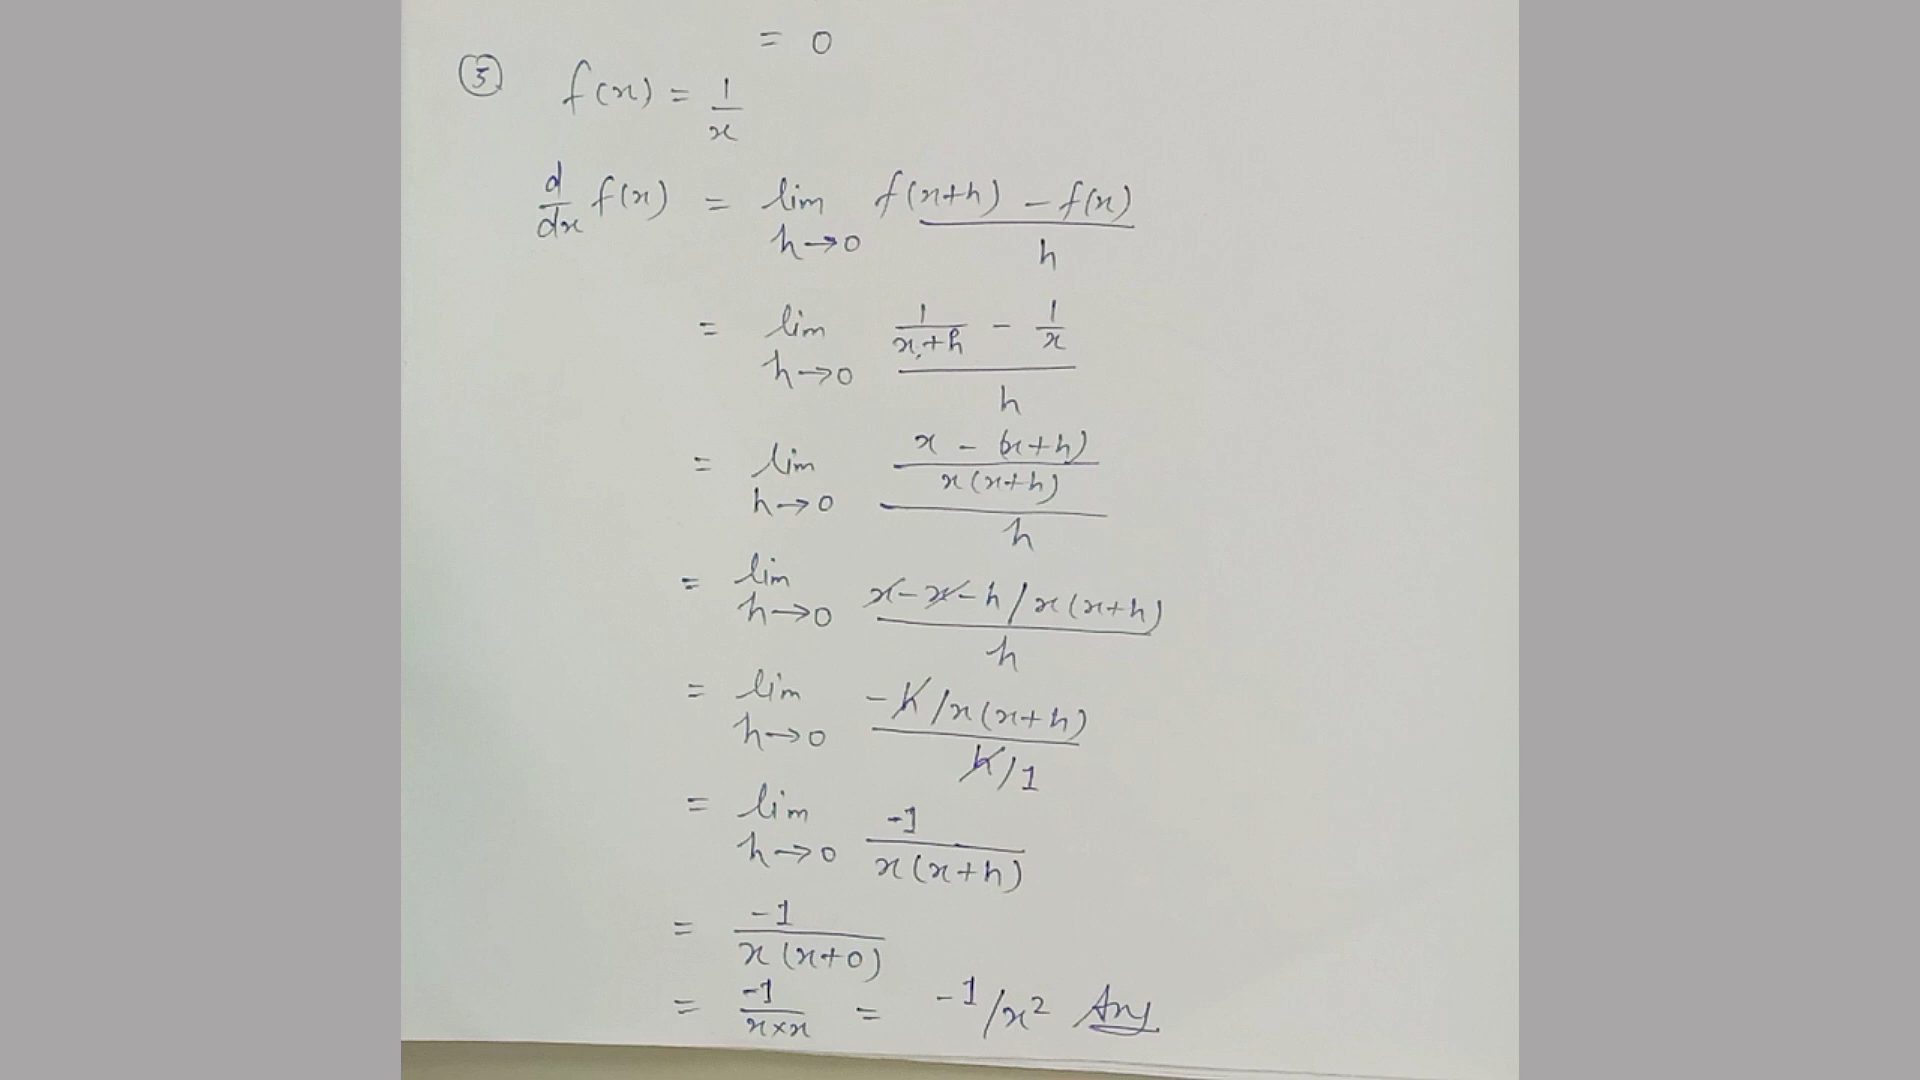 = 0
⑤ f(x) = 1/x
d/dx f(x) = lim h→0 f(x+h) - f(x) / h
= lim h→0 1/x+h - 1/x / h
= lim h→0 x - (x+h) / x(x+h) / h
= lim h→0 x - x - h / x(x+h) / h
= lim h→0 -h / x(x+h) / h/1
= lim h→0 -1 / x(x+h)
= -1 / x(x+0)
= -1 / x×x = -1/x² Ans